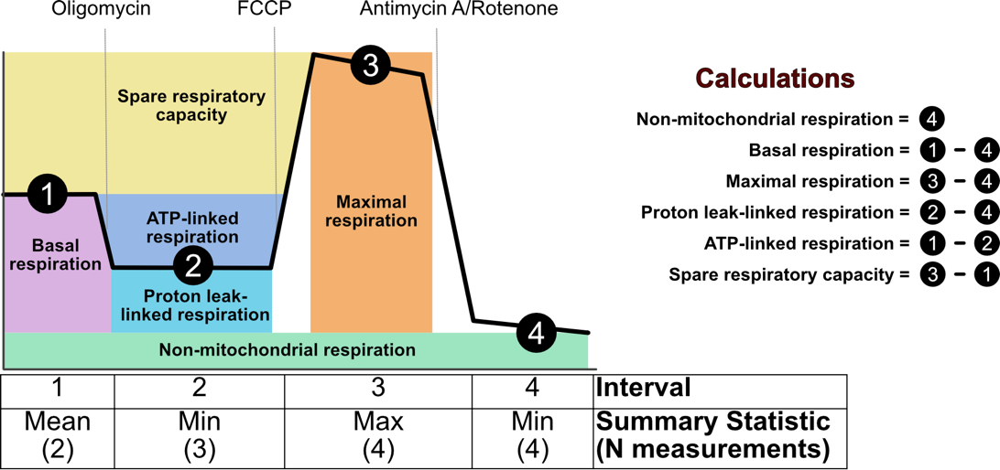 Oligomycin
FCCP
Antimycin A/Rotenone
Spare respiratory
capacity
3
1
ATP-linked
respiration
Maximal
respiration
Basal
respiration
2
Proton leak-
linked respiration
4
Non-mitochondrial respiration
Calculations
Non-mitochondrial respiration = 4
Basal respiration = 1 – 4
Maximal respiration = 3 – 4
Proton leak-linked respiration = 2 – 4
ATP-linked respiration = 1 – 2
Spare respiratory capacity = 3 – 1
1 2 3 4 Interval
Mean Min Max Min Summary Statistic
(2) (3) (4) (4) (N measurements)